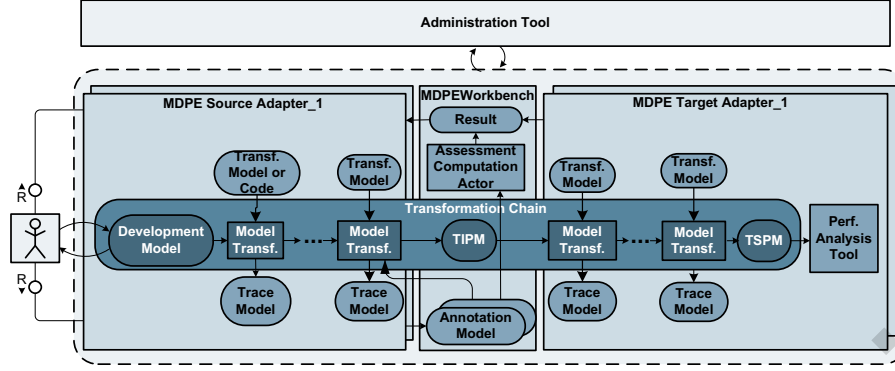 Administration Tool
MDPE Source Adapter_1
MDPEWorkbench
MDPE Target Adapter_1
Result
Assessment
Computation
Actor
Transf.
Model or
Code
Transf.
Model
Transf.
Model
Transf.
Model
R
Transformation Chain
Development
Model
Model
Transf.
...
Model
Transf.
TIPM
Model
Transf.
...
Model
Transf.
TSPM
Perf.
Analysis
Tool
R
Trace
Model
Trace
Model
Annotation
Model
Trace
Model
Trace
Model